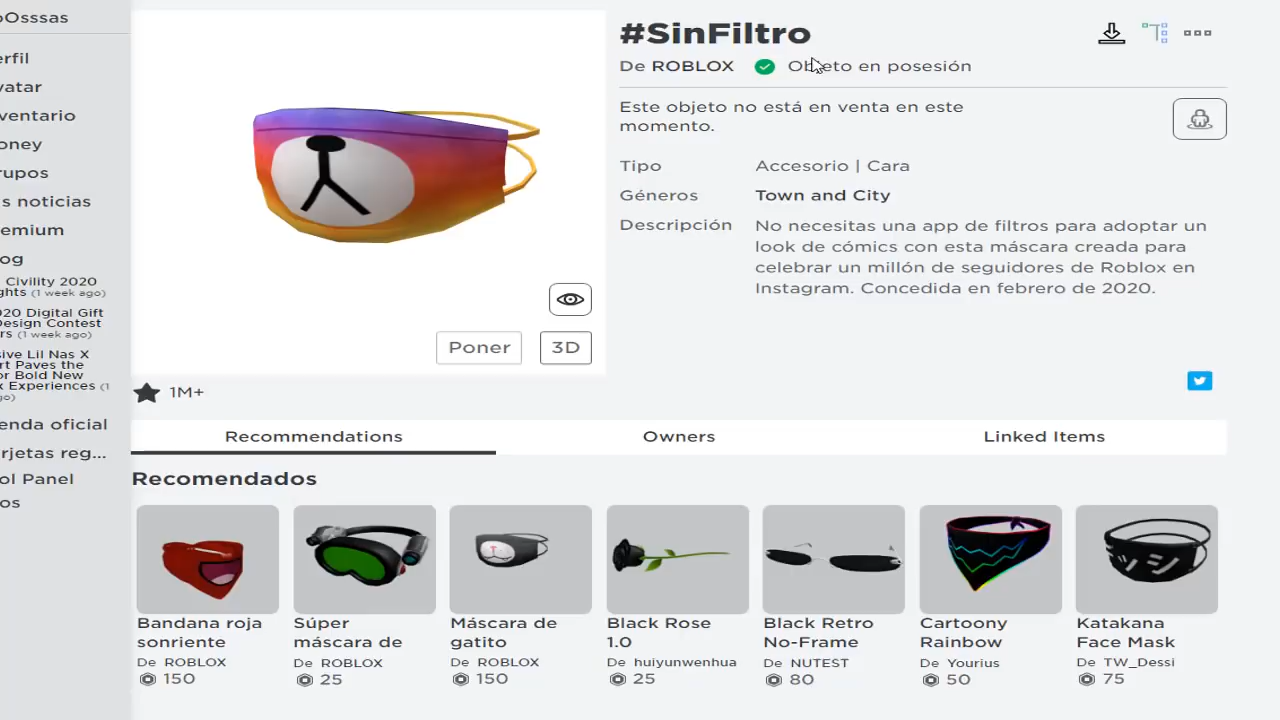 oOsssas
erfil
vatar
ventario
oney
rupos
s noticias
emium
og
Civility 2020
ghts (1 week ago)
20 Digital Gift
Design Contest
rs (1 week ago)
sive Lil Nas X
rt Paves the
or Bold New
x Experiences (1
go)
enda oficial
rjetas reg...
ol Panel
os
#SinFiltro
De ROBLOX
Objeto en posesión
Este objeto no está en venta en este
momento.
Tipo
Accesorio | Cara
Géneros
Town and City
Descripción
No necesitas una app de filtros para adoptar un
look de cómics con esta máscara creada para
celebrar un millón de seguidores de Roblox en
Instagram. Concedida en febrero de 2020.
Poner
3D
1M+
Recommendations
Owners
Linked Items
Recomendados
Bandana roja
sonriente
De ROBLOX
150
Súper
máscara de
De ROBLOX
25
Máscara de
gatito
De ROBLOX
150
Black Rose
1.0
De huiyunwenhua
25
Black Retro
No-Frame
De NUTEST
80
Cartoony
Rainbow
De Yourius
50
Katakana
Face Mask
De TW_Dessi
75